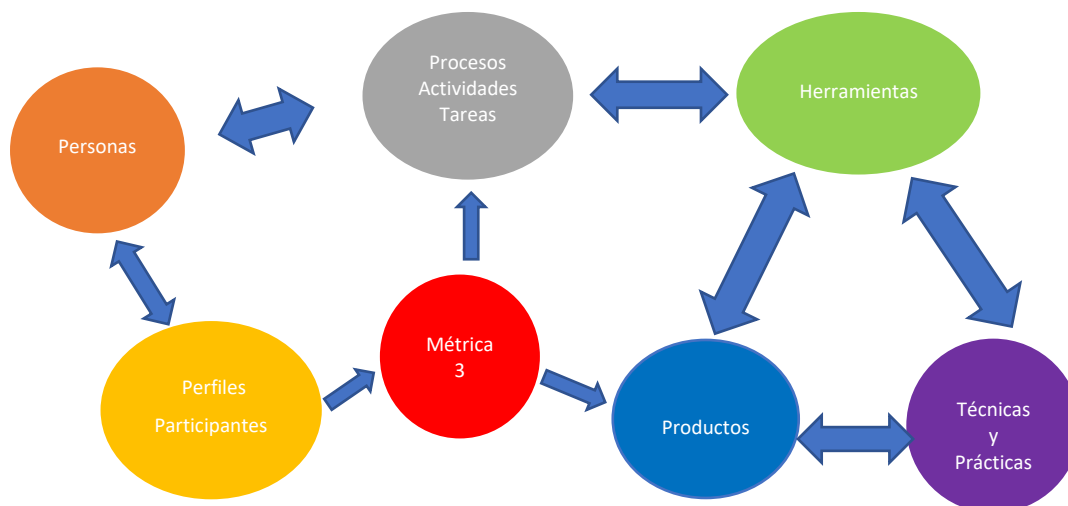 Procesos
Actividades
Tareas
Herramientas
Personas
Métrica
3
Perfiles
Participantes
Productos
Técnicas
y
Prácticas